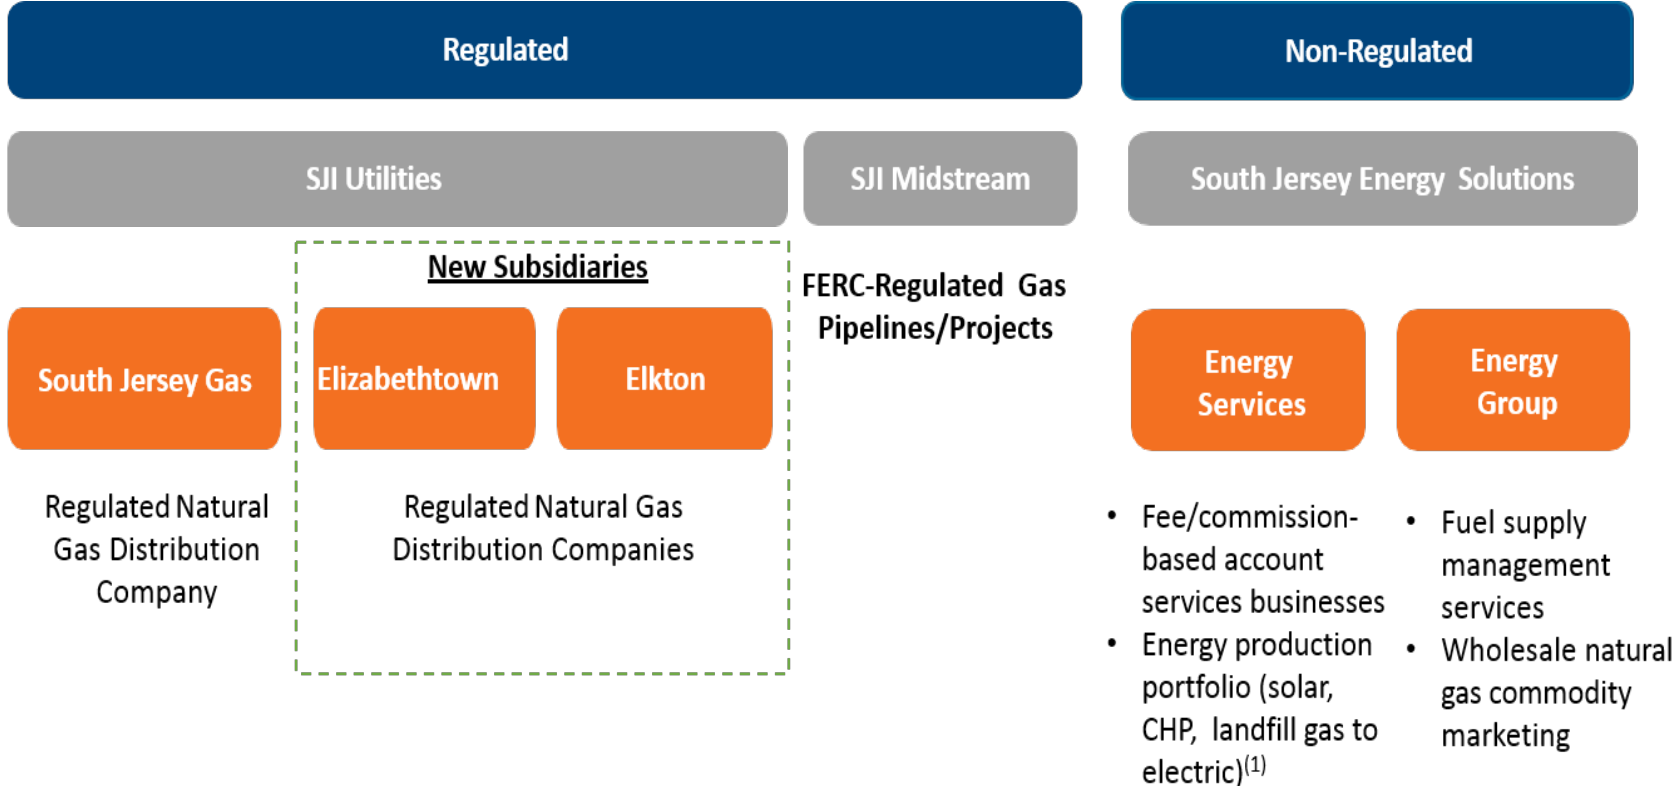 Regulated
Non-Regulated
SJI Utilities
SJI Midstream
South Jersey Energy Solutions
New Subsidiaries
FERC-Regulated Gas
Pipelines/Projects
South Jersey Gas
Elizabethtown
Elkton
Energy
Services
Energy
Group
Regulated Natural
Gas Distribution
Company
Regulated Natural Gas
Distribution Companies
• Fee/commission-
based account
services businesses
• Energy production
portfolio (solar,
CHP, landfill gas to
electric)(1)
• Fuel supply
management
services
• Wholesale natural
gas commodity
marketing